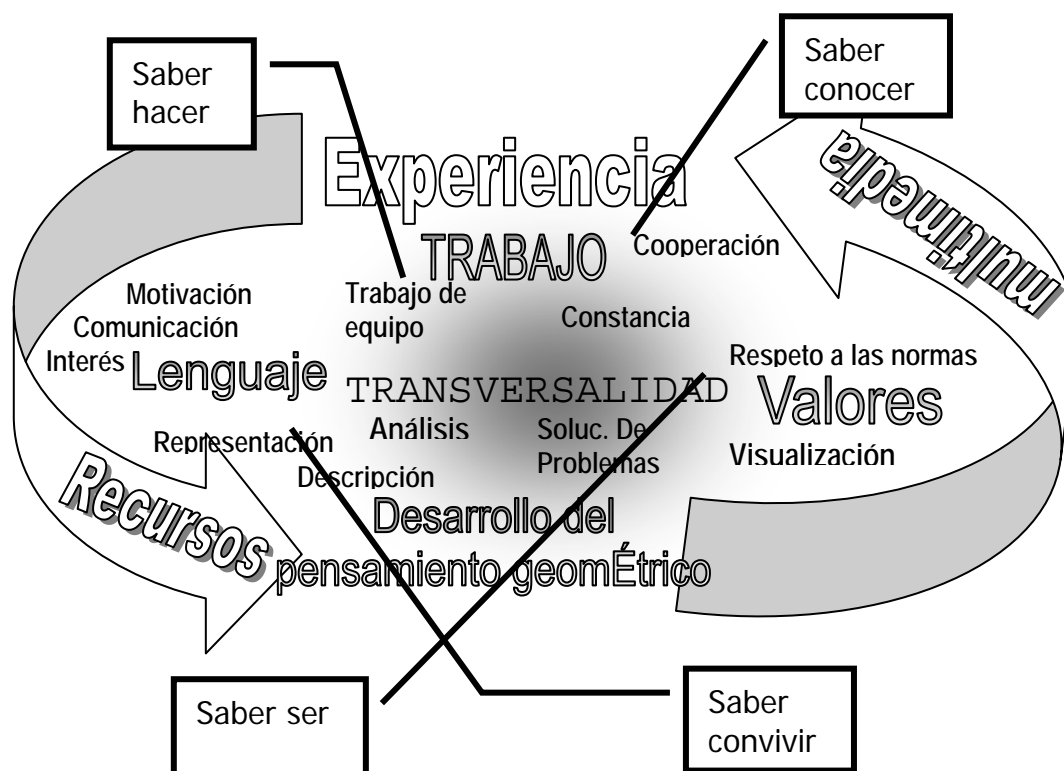 Saber
hacer
Saber
conocer
Experiencia
multimedia
TRABAJO
Cooperación
Motivación
Trabajo de
equipo
Comunicación
Constancia
Interés
Lenguaje
Respeto a las normas
TRANSVERSALIDAD
Valores
Análisis
Soluc. De
Problemas
Representación
Visualización
Descripción
Recursos
Desarrollo del
pensamiento geomÉtrico
Saber ser
Saber
convivir